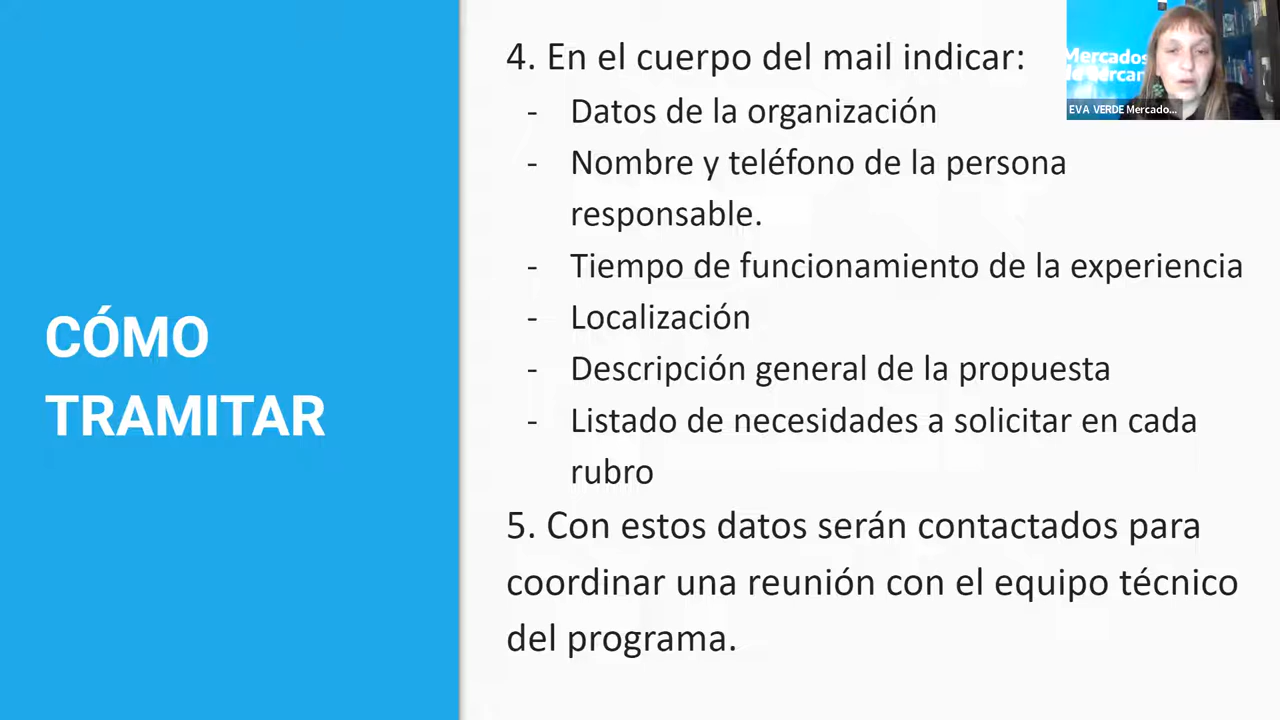 4. En el cuerpo del mail indicar:
- Datos de la organización
- Nombre y teléfono de la persona
responsable.
- Tiempo de funcionamiento de la experiencia
- Localización
- Descripción general de la propuesta
- Listado de necesidades a solicitar en cada
rubro
5. Con estos datos serán contactados para
coordinar una reunión con el equipo técnico
del programa.
CÓMO
TRAMITAR
Mercados
EVA VERDE Mercado...